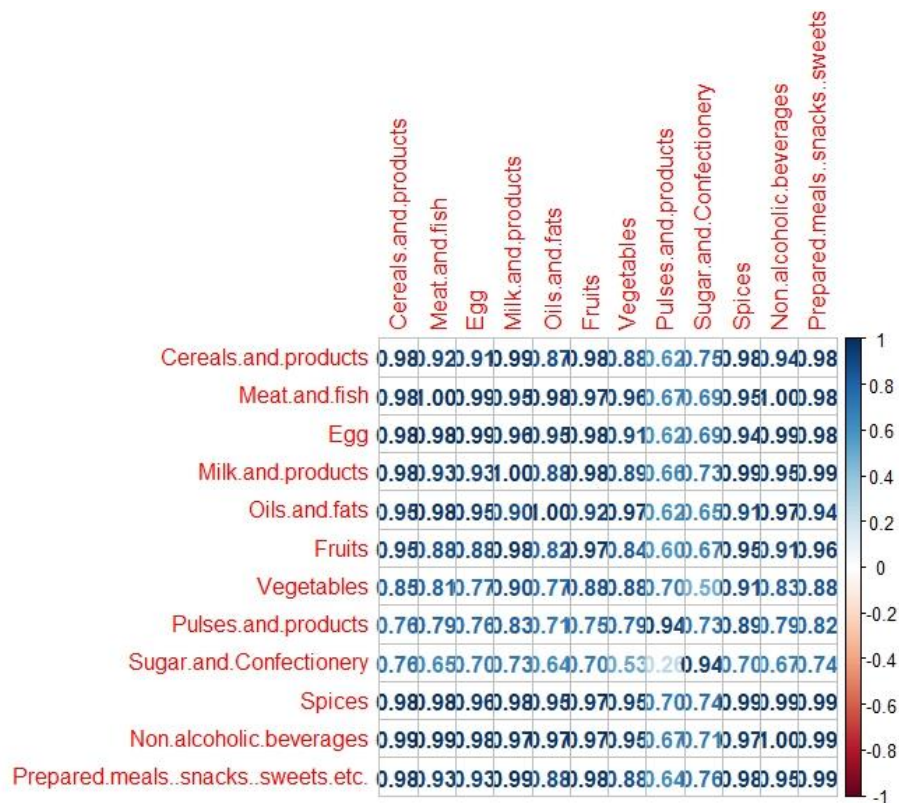 Cereals.and.products
Meat.and.fish
Egg
Milk.and.products
Oils.and.fats
Fruits
Vegetables
Pulses.and.products
Sugar.and.Confectionery
Spices
Non.alcoholic.beverages
Prepared.meals..snacks..sweets
Cereals.and.products 0.98 0.92 0.91 0.99 0.87 0.98 0.88 0.62 0.75 0.98 0.94 0.98
Meat.and.fish 0.98 1.00 0.99 0.95 0.98 0.97 0.96 0.67 0.69 0.95 1.00 0.98
Egg 0.98 0.98 0.99 0.96 0.95 0.98 0.91 0.62 0.69 0.94 0.99 0.98
Milk.and.products 0.98 0.93 0.93 1.00 0.88 0.98 0.89 0.66 0.73 0.99 0.95 0.99
Oils.and.fats 0.95 0.98 0.95 0.90 1.00 0.92 0.97 0.62 0.65 0.91 0.97 0.94
Fruits 0.95 0.88 0.88 0.98 0.82 0.97 0.84 0.60 0.67 0.95 0.91 0.96
Vegetables 0.85 0.81 0.77 0.90 0.77 0.88 0.88 0.70 0.50 0.91 0.83 0.88
Pulses.and.products 0.76 0.79 0.76 0.83 0.71 0.75 0.79 0.94 0.73 0.89 0.79 0.82
Sugar.and.Confectionery 0.76 0.65 0.70 0.73 0.64 0.70 0.53 0.26 0.94 0.70 0.67 0.74
Spices 0.98 0.98 0.96 0.98 0.95 0.97 0.95 0.70 0.74 0.99 0.99 0.99
Non.alcoholic.beverages 0.99 0.99 0.98 0.97 0.97 0.97 0.95 0.67 0.71 0.97 1.00 0.99
Prepared.meals..snacks..sweets.etc. 0.98 0.93 0.93 0.99 0.88 0.98 0.88 0.64 0.76 0.98 0.95 0.99
1
0.8
0.6
0.4
0.2
0
-0.2
-0.4
-0.6
-0.8
-1